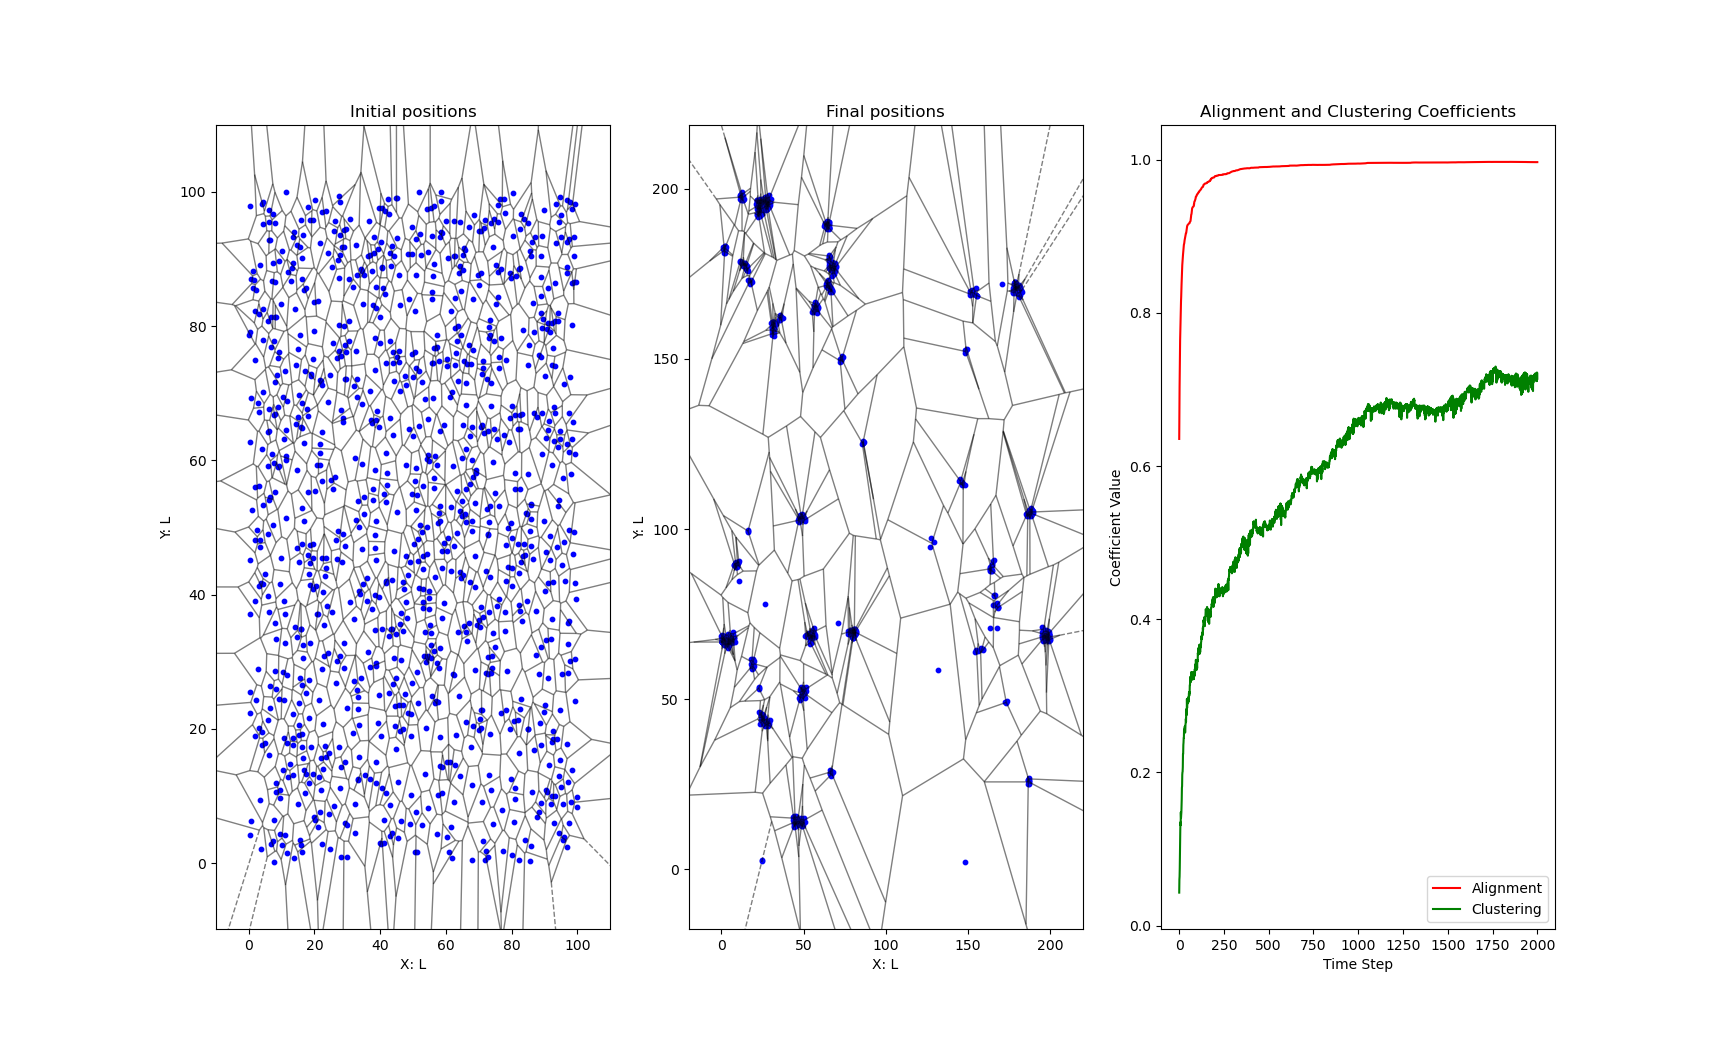 Initial positions
Final positions
Alignment and Clustering Coefficients
Y: L
100
80
60
40
20
0
0 20 40 60 80 100
X: L
Y: L
200
150
100
50
0
0 50 100 150 200
X: L
Coefficient Value
1.0
0.8
0.6
0.4
0.2
0.0
Alignment
Clustering
0 250 500 750 1000 1250 1500 1750 2000
Time Step